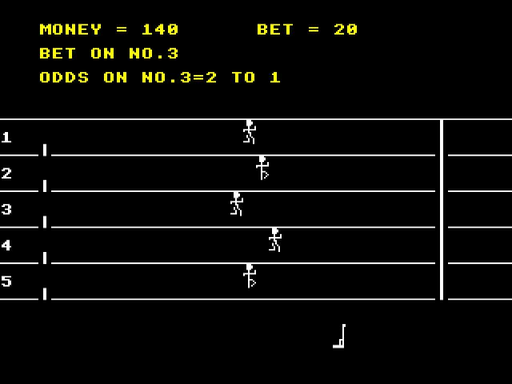 MONEY = 140 BET = 20
BET ON NO.3
ODDS ON NO.3=2 TO 1
1
2
3
4
5